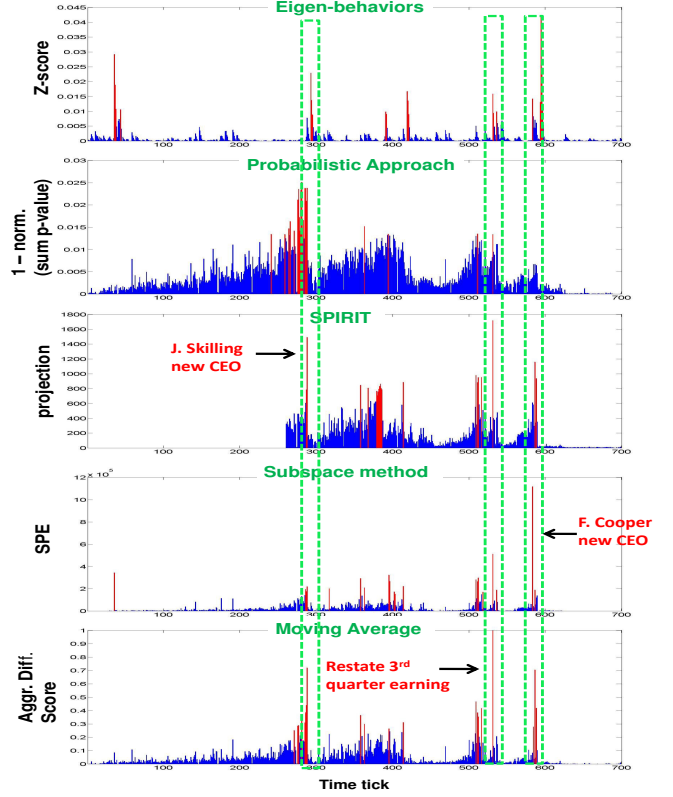 Eigen-behaviors
Z-score
0.045
0.04
0.035
0.03
0.025
0.02
0.015
0.01
0.005
0
100 200 300 400 500 600 700
Probabilistic Approach
1 – norm.
(sum p-value)
0.03
0.025
0.02
0.015
0.01
0.005
0
100 200 300 400 500 600 700
SPIRIT
projection
1800
1600
1400
1200
1000
800
600
400
200
0
J. Skilling
new CEO
100 200 300 400 500 600 700
Subspace method
SPE
12 × 10⁵
10
8
6
4
2
0
F. Cooper
new CEO
100 200 300 400 500 600 700
Moving Average
Aggr. Diff.
Score
1
0.9
0.8
0.7
0.6
0.5
0.4
0.3
0.2
0.1
0
Restate 3rd
quarter earning
0 100 200 300 400 500 600 700
Time tick